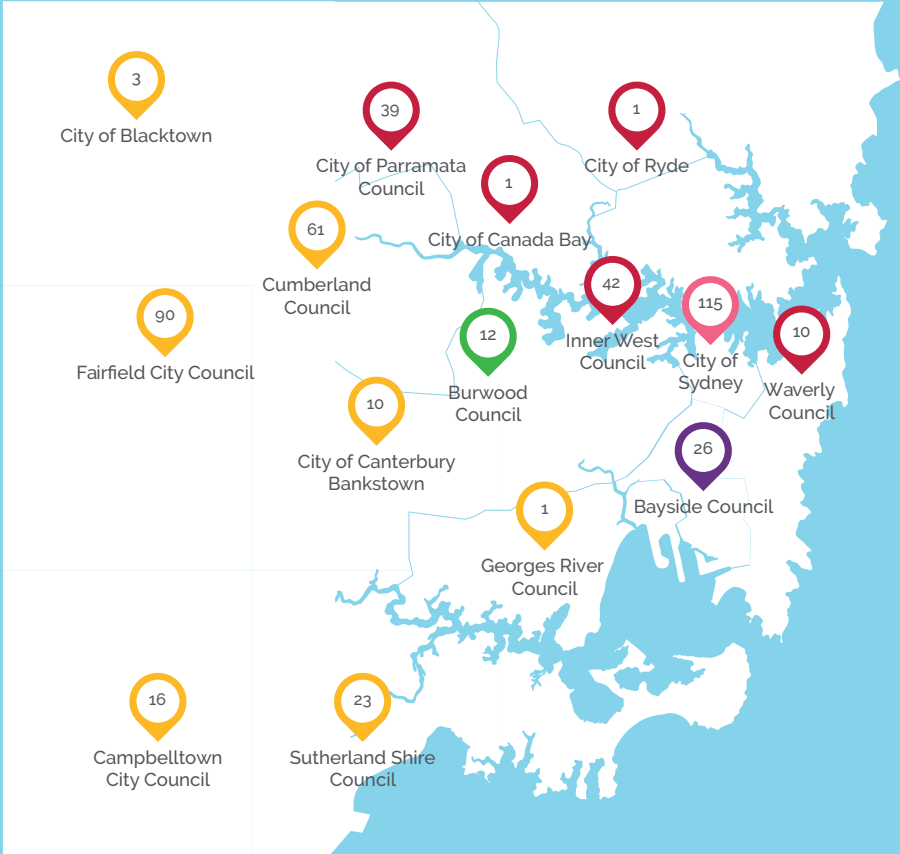 3
City of Blacktown
39
City of Parramata
Council
1
City of Ryde
1
City of Canada Bay
61
Cumberland
Council
90
Fairfield City Council
42
Inner West
Council
115
City of
Sydney
10
Waverly
Council
12
Burwood
Council
10
City of Canterbury
Bankstown
26
Bayside Council
1
Georges River
Council
16
Campbelltown
City Council
23
Sutherland Shire
Council